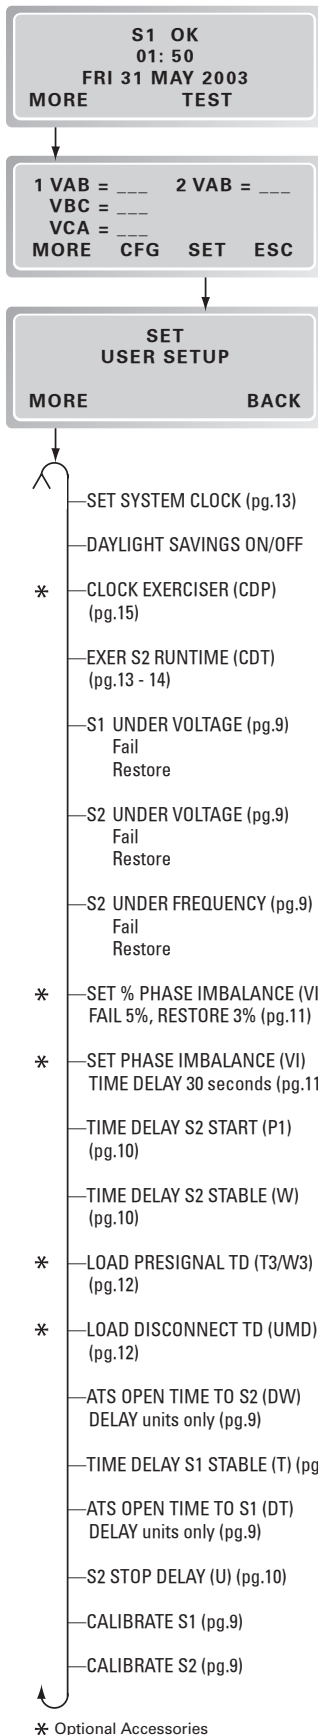 S1 OK
01: 50
FRI 31 MAY 2003
MORE TEST
1 VAB = ___ 2 VAB = ___
VBC = ___
VCA = ___
MORE CFG SET ESC
SET
USER SETUP
MORE BACK
SET SYSTEM CLOCK (pg.13)
DAYLIGHT SAVINGS ON/OFF
* CLOCK EXERCISER (CDP)
(pg.15)
EXER S2 RUNTIME (CDT)
(pg.13 - 14)
S1 UNDER VOLTAGE (pg.9)
Fail
Restore
S2 UNDER VOLTAGE (pg.9)
Fail
Restore
S2 UNDER FREQUENCY (pg.9)
Fail
Restore
* SET % PHASE IMBALANCE (VI
FAIL 5%, RESTORE 3% (pg.11)
* SET PHASE IMBALANCE (VI)
TIME DELAY 30 seconds (pg.11
TIME DELAY S2 START (P1)
(pg.10)
TIME DELAY S2 STABLE (W)
(pg.10)
* LOAD PRESIGNAL TD (T3/W3)
(pg.12)
* LOAD DISCONNECT TD (UMD)
(pg.12)
ATS OPEN TIME TO S2 (DW)
DELAY units only (pg.9)
TIME DELAY S1 STABLE (T) (pg
ATS OPEN TIME TO S1 (DT)
DELAY units only (pg.9)
S2 STOP DELAY (U) (pg.10)
CALIBRATE S1 (pg.9)
CALIBRATE S2 (pg.9)
* Optional Accessories